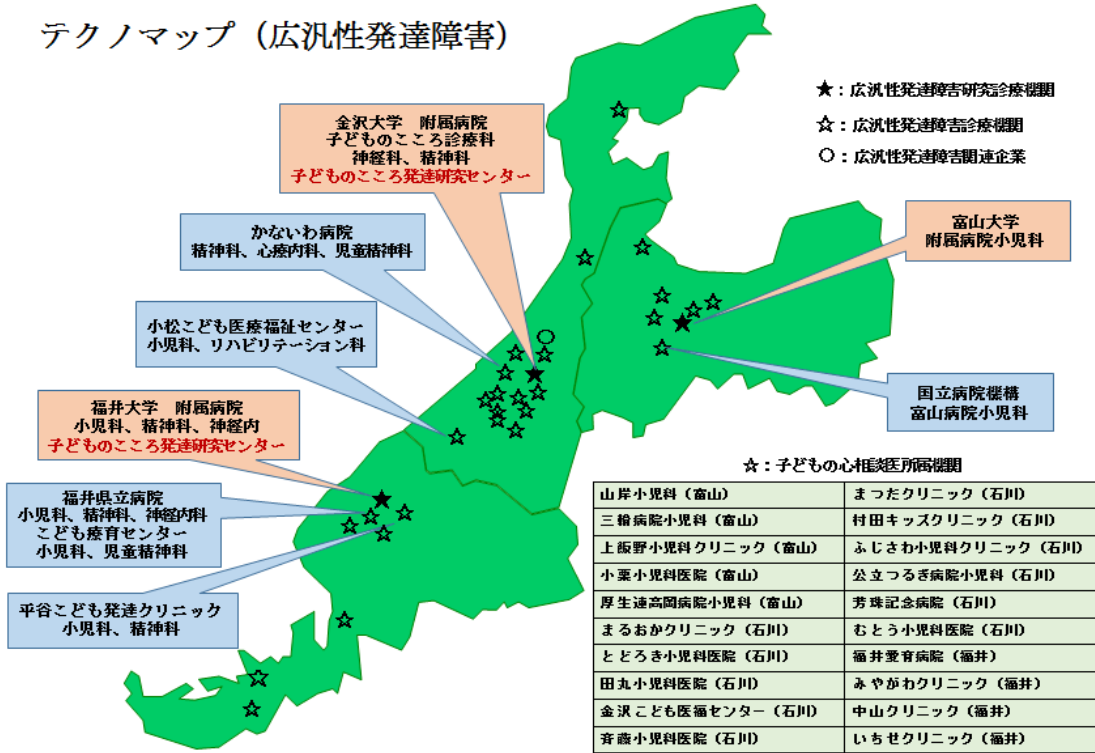 テクノマップ（広汎性発達障害）
★：広汎性発達障害研究診療機関
☆：広汎性発達障害診療機関
○：広汎性発達障害関連企業
金沢大学　附属病院
子どものこころ診療科
神経科、精神科
子どものこころ発達研究センター
富山大学
附属病院小児科
かないわ病院
精神科、心療内科、児童精神科
小松こども医療福祉センター
小児科、リハビリテーション科
国立病院機構
富山病院小児科
福井大学　附属病院
小児科、精神科、神経内
子どものこころ発達研究センター
福井県立病院
小児科、精神科、神経内科
こども療育センター
小児科、児童精神科
平谷こども発達クリニック
小児科、精神科
☆：子どもの心相談医所属機関
山岸小児科（富山）　まつだクリニック（石川）
三輪病院小児科（富山）　村田キッズクリニック（石川）
上飯野小児科クリニック（富山）　ふじさわ小児科クリニック（石川）
小栗小児科医院（富山）　公立つるぎ病院小児科（石川）
厚生連高岡病院小児科（富山）　芳珠記念病院（石川）
まるおかクリニック（石川）　むとう小児科医院（石川）
とどろき小児科医院（石川）　福井愛育病院（福井）
田丸小児科医院（石川）　みやがわクリニック（福井）
金沢こども医福センター（石川）　中山クリニック（福井）
斉藤小児科医院（石川）　いちせクリニック（福井）